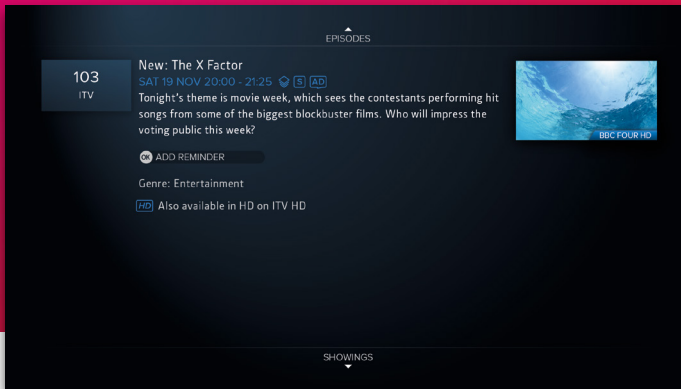 EPISODES
103
ITV
New: The X Factor
SAT 19 NOV 20:00 - 21:25 S AD
Tonight's theme is movie week, which sees the contestants performing hit
songs from some of the biggest blockbuster films. Who will impress the
voting public this week?
BBC FOUR HD
OK ADD REMINDER
Genre: Entertainment
HD Also available in HD on ITV HD
SHOWINGS